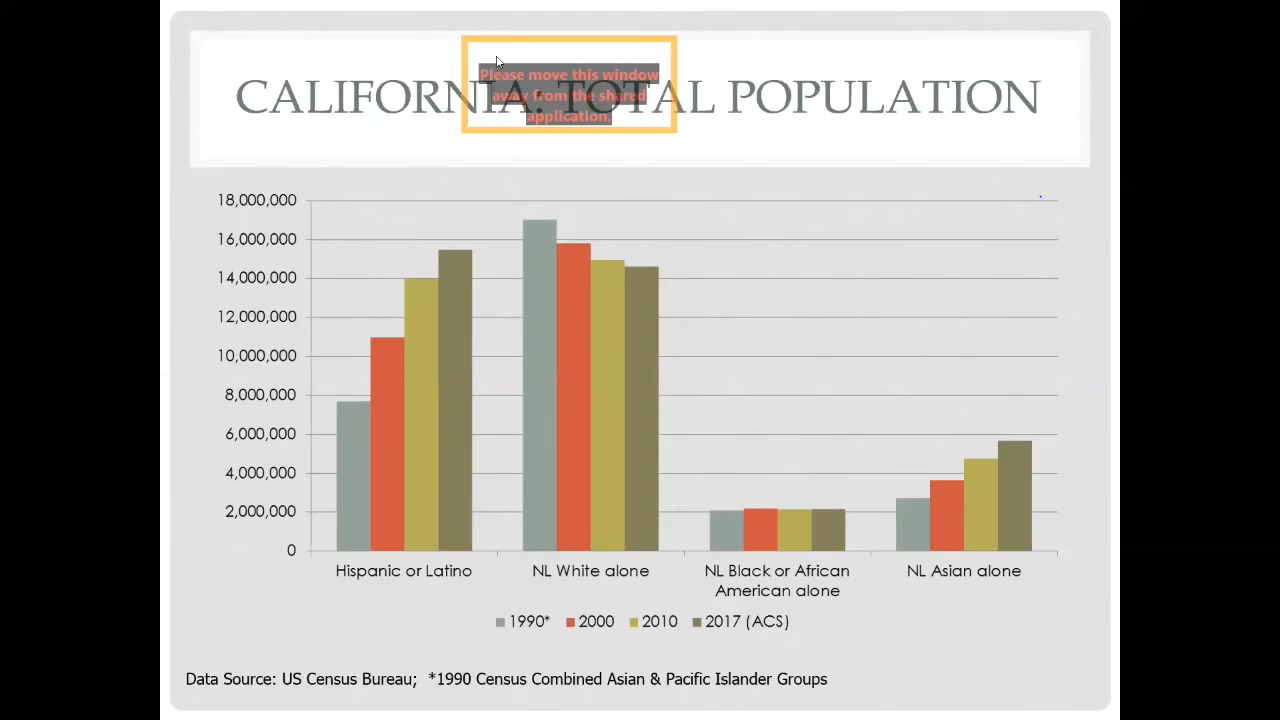 CALIFORNIA: TOTAL POPULATION
Please move this window
away from the shared
application.
18,000,000
16,000,000
14,000,000
12,000,000
10,000,000
8,000,000
6,000,000
4,000,000
2,000,000
0
Hispanic or Latino
NL White alone
NL Black or African
American alone
NL Asian alone
1990* 2000 2010 2017 (ACS)
Data Source: US Census Bureau; *1990 Census Combined Asian & Pacific Islander Groups